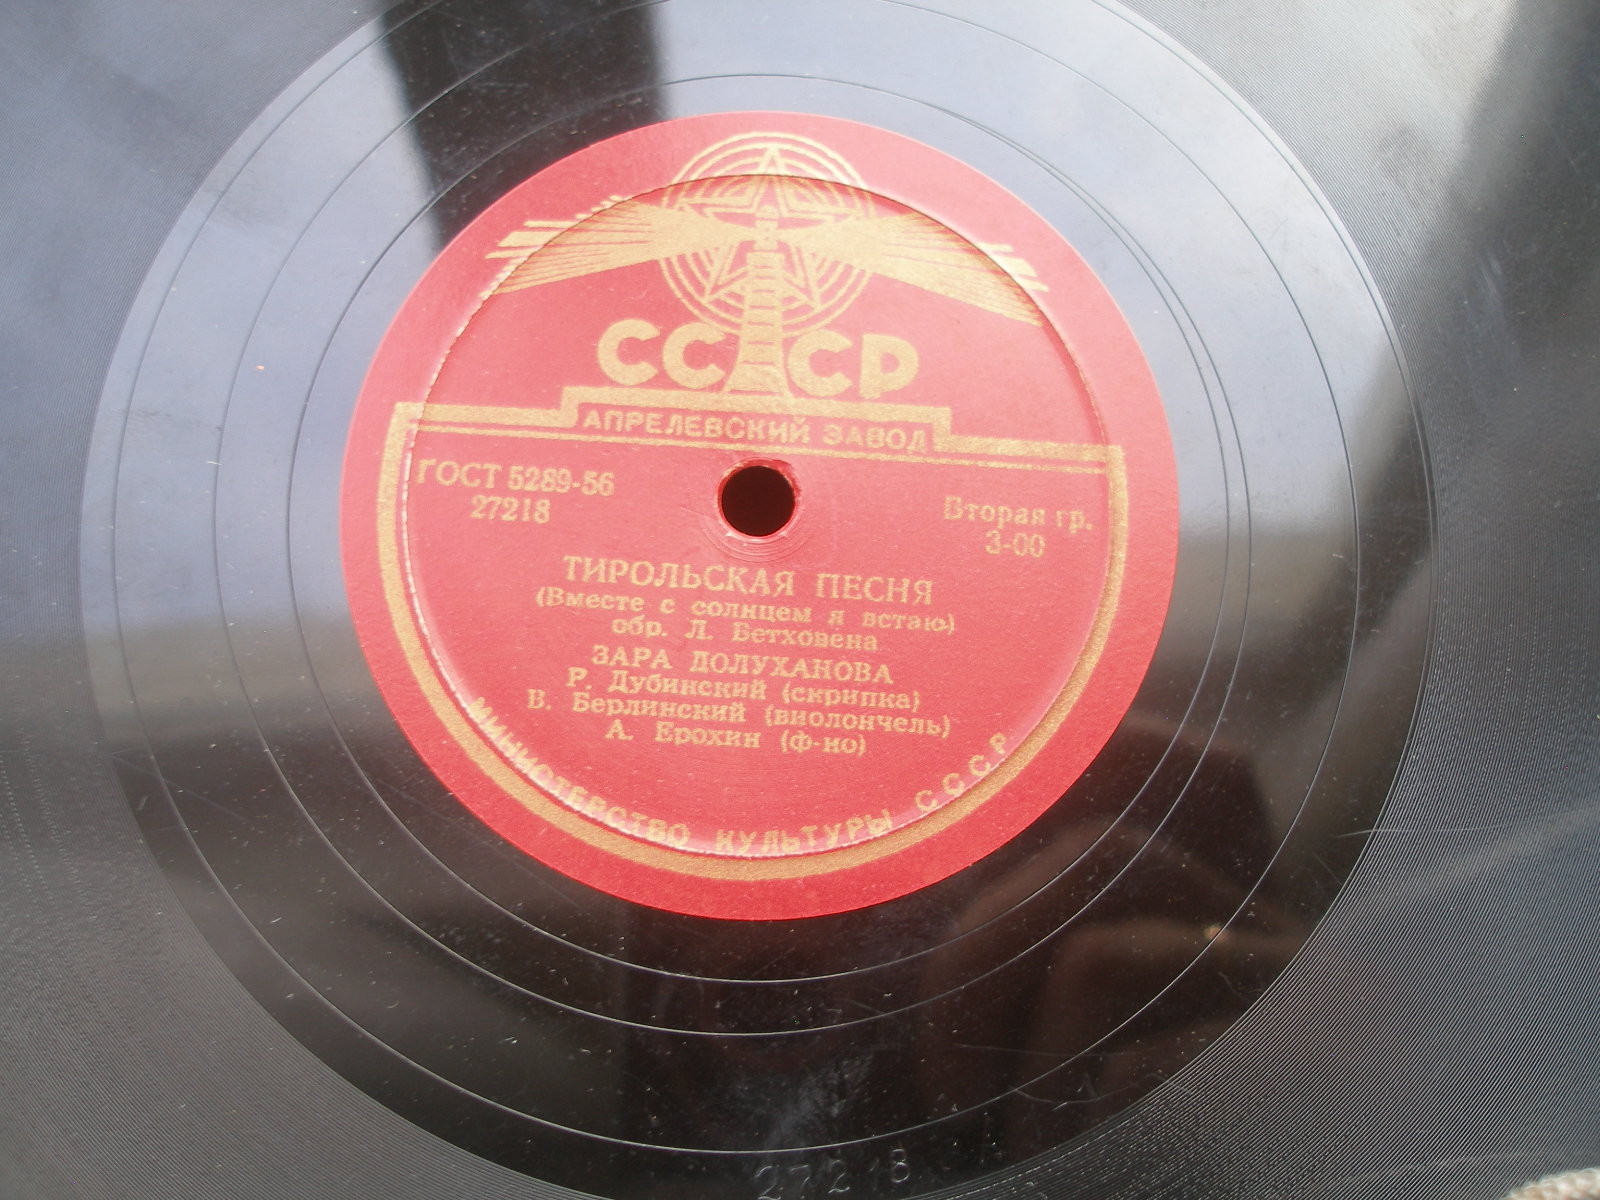 СССР
АПРЕЛЕВСКИЙ ЗАВОД
ГОСТ 5289-56
27218
Вторая гр.
3-00
ТИРОЛЬСКАЯ ПЕСНЯ
(Вместе с солнцем я встаю)
обр. Л. Бетховена
ЗАРА ДОЛУХАНОВА
Р. Дубинский (скрипка)
В. Берлинский (виолончель)
А. Ерохин (ф-но)
МИНИСТЕРСТВО КУЛЬТУРЫ СССР
27218